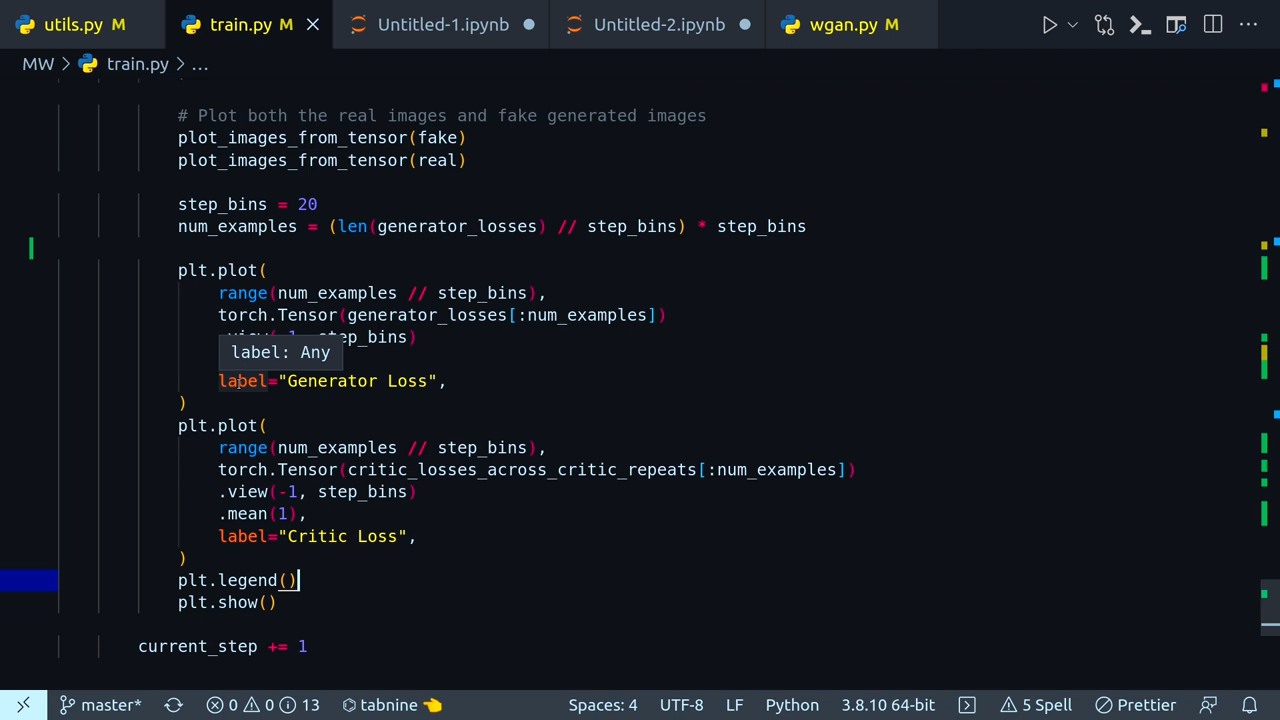 utils.py M train.py M Untitled-1.ipynb Untitled-2.ipynb wgan.py M
MW > train.py > ...
# Plot both the real images and fake generated images
plot_images_from_tensor(fake)
plot_images_from_tensor(real)
step_bins = 20
num_examples = (len(generator_losses) // step_bins) * step_bins
plt.plot(
range(num_examples // step_bins),
torch.Tensor(generator_losses[:num_examples])
.view(-1, step_bins)
label: Any
label="Generator Loss",
)
plt.plot(
range(num_examples // step_bins),
torch.Tensor(critic_losses_across_critic_repeats[:num_examples])
.view(-1, step_bins)
.mean(1),
label="Critic Loss",
)
plt.legend()
plt.show()
current_step += 1
master* 0 0 13 tabnine Spaces: 4 UTF-8 LF Python 3.8.10 64-bit 5 Spell Prettier